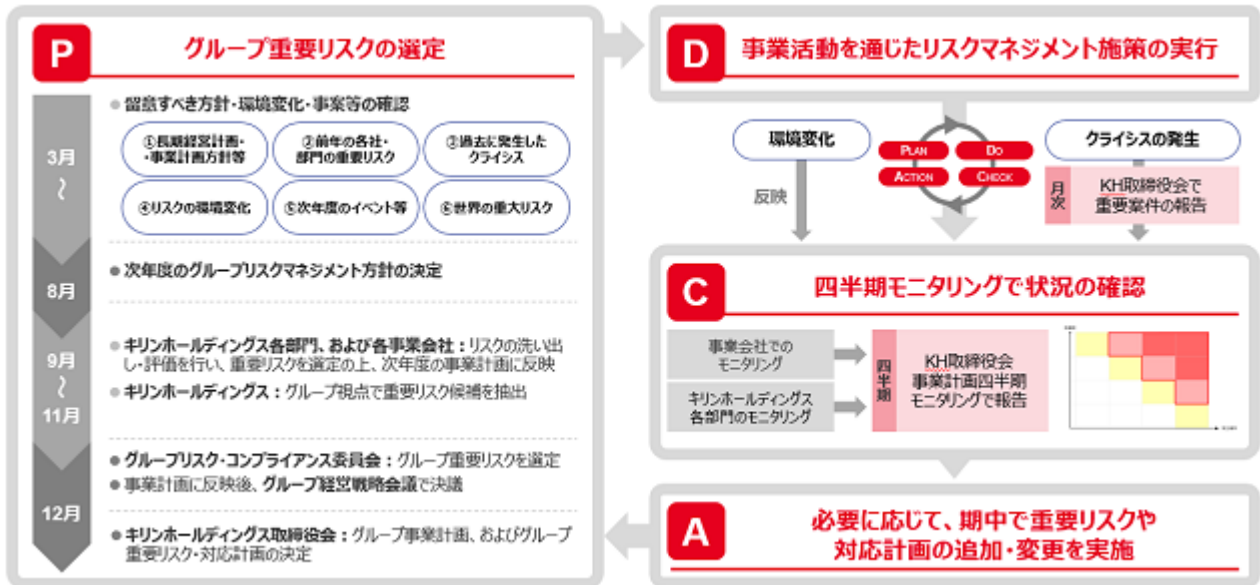 P
グループ重要リスクの選定
3月
~
8月
9月
~
11月
12月
● 留意すべき方針・環境変化・事案等の確認
①長期経営計画・
・事業計画方針等
②前年の各社・
部門の重要リスク
③過去に発生した
クライシス
④リスクの環境変化
⑤次年度のイベント等
⑥世界の重大リスク
● 次年度のグループリスクマネジメント方針の決定
● キリンホールディングス各部門、および各事業会社：リスクの洗い出
し・評価を行い、重要リスクを選定の上、次年度の事業計画に反映
● キリンホールディングス：グループ視点で重要リスク候補を抽出
● グループリスク・コンプライアンス委員会：グループ重要リスクを選定
● 事業計画に反映後、グループ経営戦略会議で決議
● キリンホールディングス取締役会：グループ事業計画、およびグループ
重要リスク・対応計画の決定
D
事業活動を通じたリスクマネジメント施策の実行
環境変化
反映
PLAN
DO
ACTION
CHECK
クライシスの発生
月次
KH取締役会で
重要案件の報告
C
四半期モニタリングで状況の確認
事業会社での
モニタリング
キリンホールディングス
各部門のモニタリング
四半期
KH取締役会
事業計画四半期
モニタリングで報告
A
必要に応じて、期中で重要リスクや
対応計画の追加・変更を実施